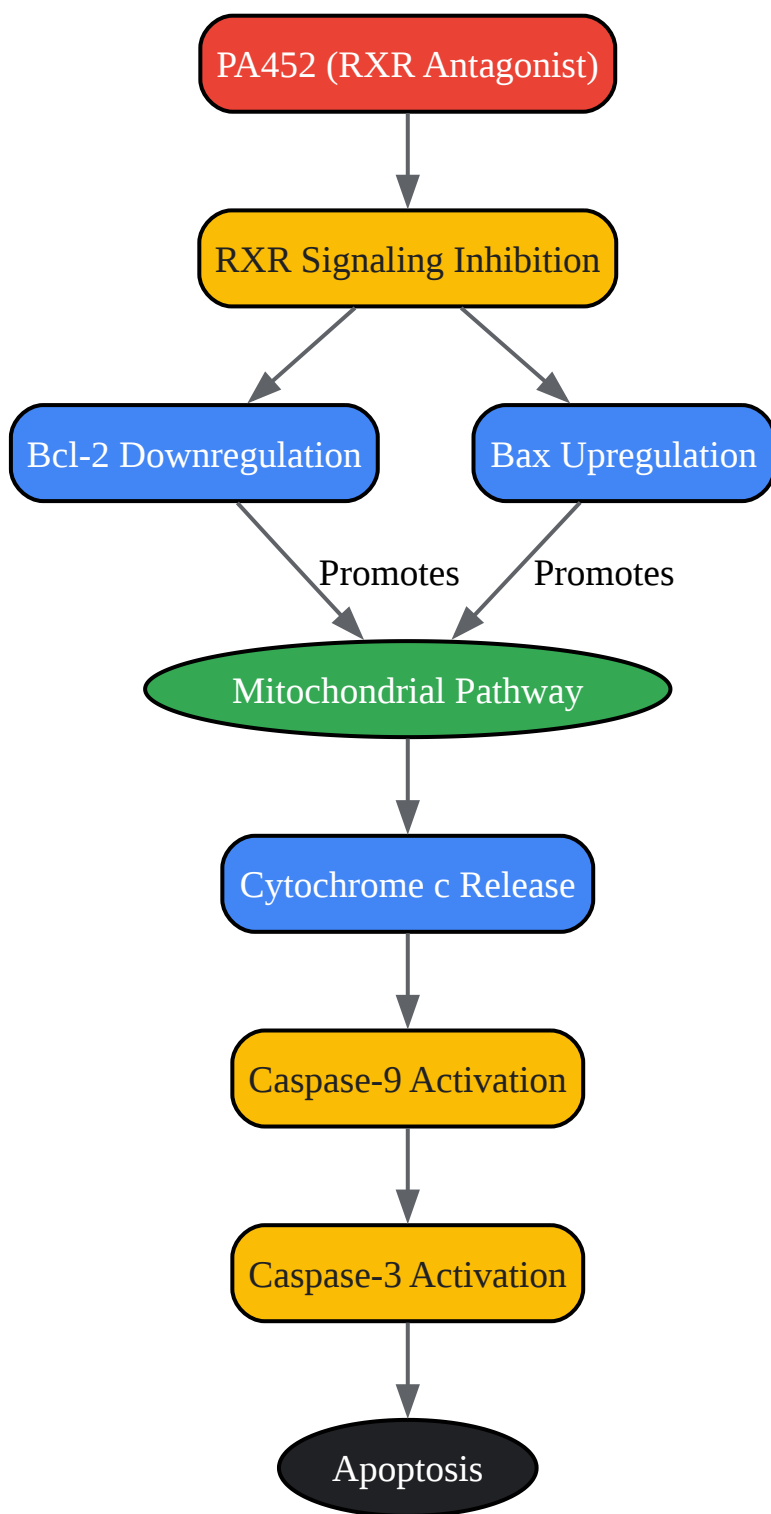 PA452 (RXR Antagonist)
RXR Signaling Inhibition
Bcl-2 Downregulation
Bax Upregulation
Promotes
Promotes
Mitochondrial Pathway
Cytochrome c Release
Caspase-9 Activation
Caspase-3 Activation
Apoptosis